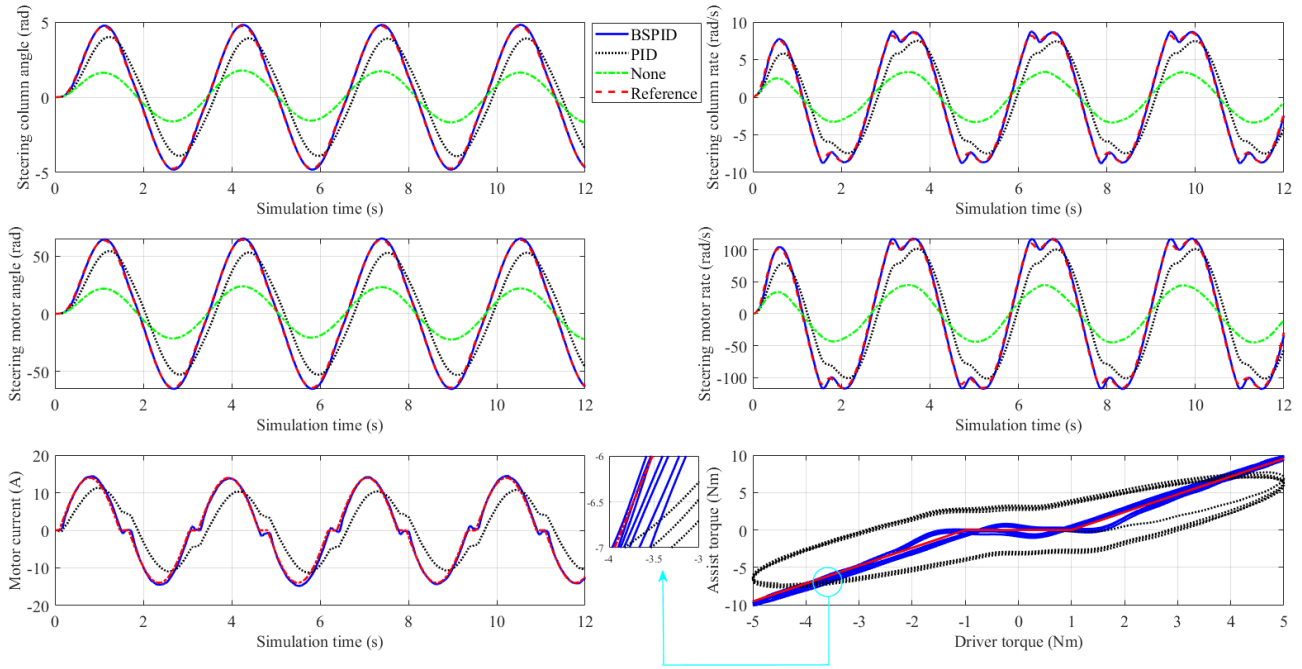 Steering column angle (rad)
5
0
-5
0 2 4 6 8 10 12
Simulation time (s)
BSPID
PID
None
Reference
Steering column rate (rad/s)
10
5
0
-5
-10
0 2 4 6 8 10 12
Simulation time (s)
Steering motor angle (rad)
50
0
-50
0 2 4 6 8 10 12
Simulation time (s)
Steering motor rate (rad/s)
100
50
0
-50
-100
0 2 4 6 8 10 12
Simulation time (s)
Motor current (A)
20
10
0
-10
-20
0 2 4 6 8 10 12
Simulation time (s)
-6
-6.5
-7
-4 -3.5 -3
Assist torque (Nm)
10
5
0
-5
-10
-5 -4 -3 -2 -1 0 1 2 3 4 5
Driver torque (Nm)